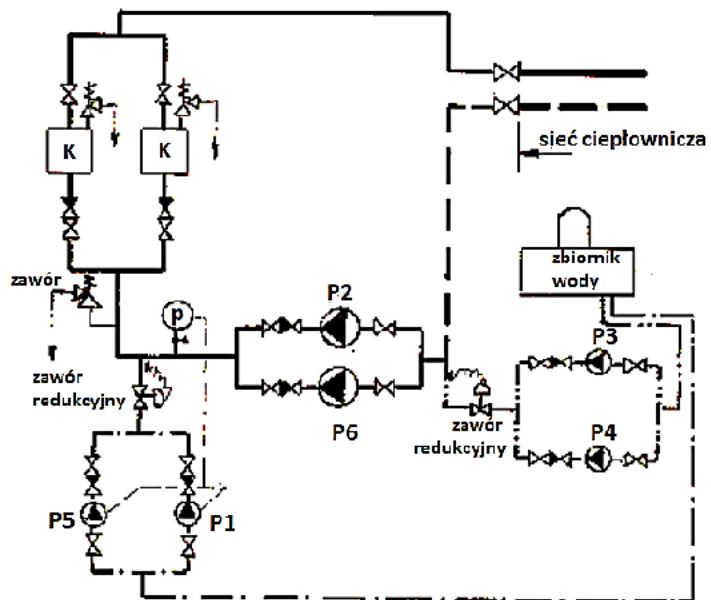 K
K
sieć ciepłownicza
zbiornik
wody
zawór
p
P2
P3
zawór
redukcyjny
zawór
redukcyjny
P6
P4
P5
P1